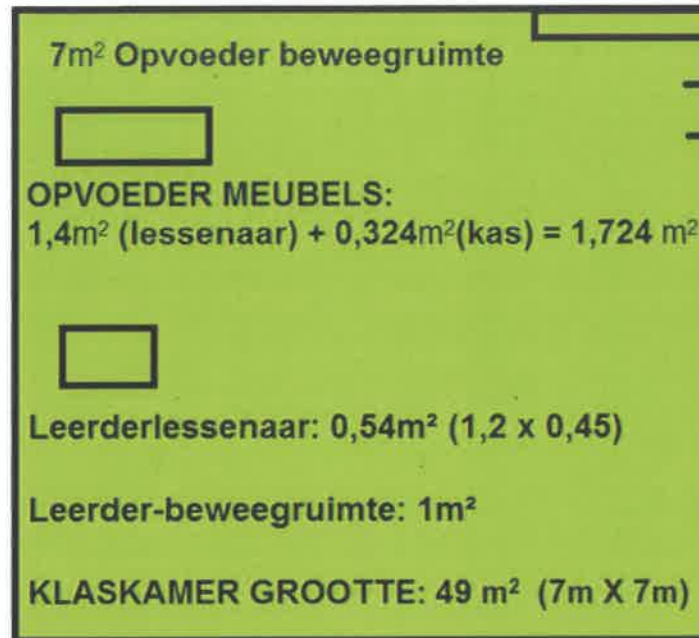 7m² Opvoeder beweegruimte
OPVOEDER MEUBELS:
1,4m² (lessenaar) + 0,324m²(kas) = 1,724 m²
Leerderlessenaar: 0,54m² (1,2 x 0,45)
Leerder-beweegruimte: 1m²
KLASKAMER GROOTTE: 49 m² (7m X 7m)